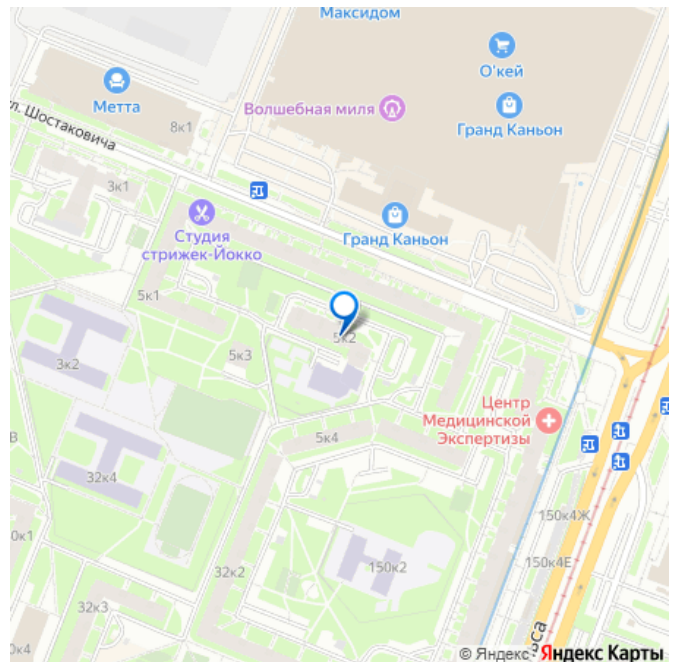 Максидом
О'кей
Метта
Волшебная миля
Гранд Каньон
ул. Шостаковича
8к1
3к1
Студия
стрижек-Йокко
Гранд Каньон
5к1
5к2
5к3
3к2
Центр
Медицинской
Экспертизы
5к4
32к4
150к4Ж
150к2
150к4Е
32к2
32к3
© Яндекс Яндекс Карты